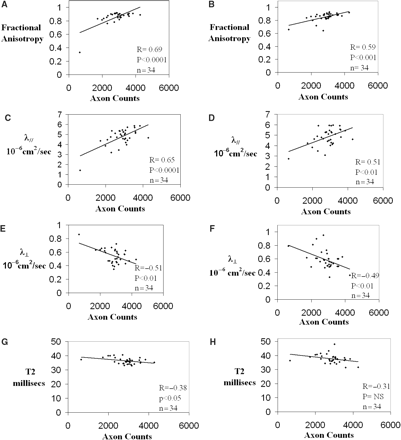 A
1
0.8
0.6
0.4
0.2
0
Fractional
Anisotropy
R= 0.69
P<0.0001
n=34
0 2000 4000 6000
Axon Counts
B
1
0.8
0.6
0.4
0.2
0
Fractional
Anisotropy
R= 0.59
P<0.001
n= 34
0 2000 4000 6000
Axon Counts
C
6
5
4
3
2
1
0
λ//
10⁻⁶cm²/sec
R= 0.65
P<0.0001
n= 34
0 2000 4000 6000
Axon Counts
D
6
5
4
3
2
1
0
λ//
10⁻⁶cm²/sec
R= 0.51
P<0.01
n= 34
0 2000 4000 6000
Axon Counts
E
1
0.8
0.6
0.4
0.2
0
λ⊥
10⁻⁶cm²/sec
R=−0.51
P<0.01
n= 34
0 2000 4000 6000
Axon Counts
F
1
0.8
0.6
0.4
0.2
0
λ⊥
10⁻⁶cm²/sec
R=−0.49
P<0.01
n= 34
0 2000 4000 6000
Axon Counts
G
50
40
30
20
10
0
T2
millisecs
R=−0.38
p<0.05
n= 34
0 2000 4000 6000
Axon Counts
H
50
40
30
20
10
0
T2
millisecs
R=−0.31
P= NS
n= 34
0 2000 4000 6000
Axon Counts